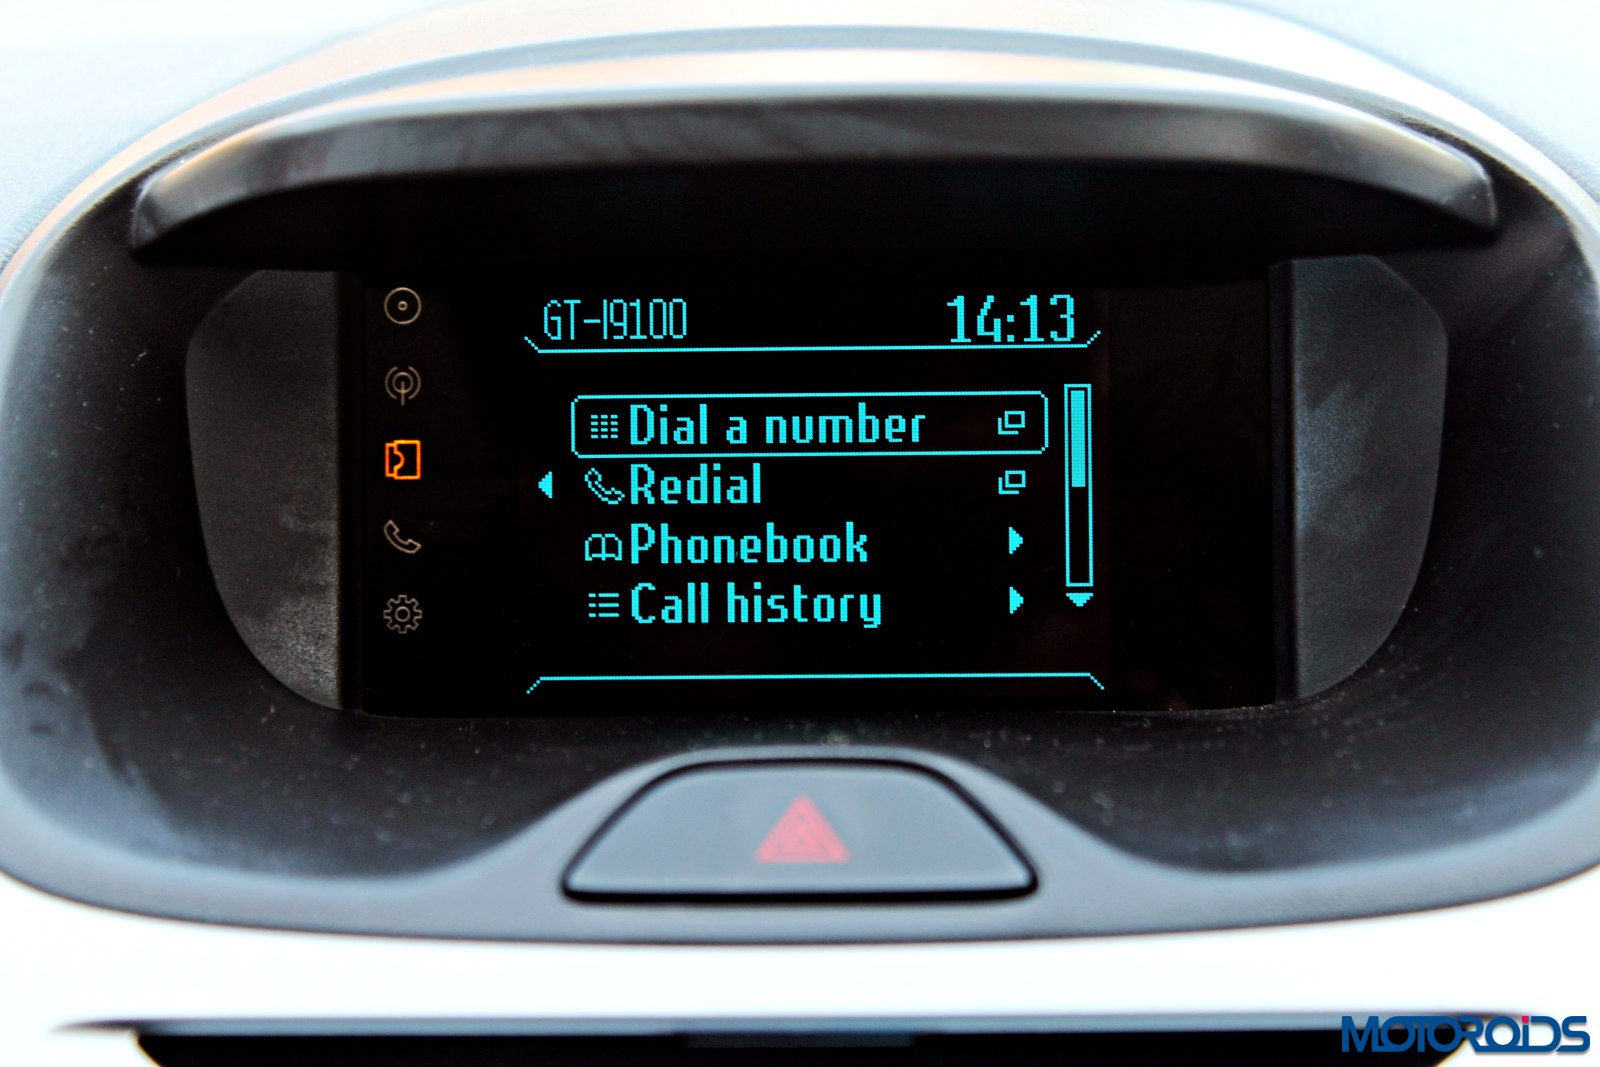 GT-I9100 14:13
Dial a number
Redial
Phonebook
Call history
MOTOROiDS